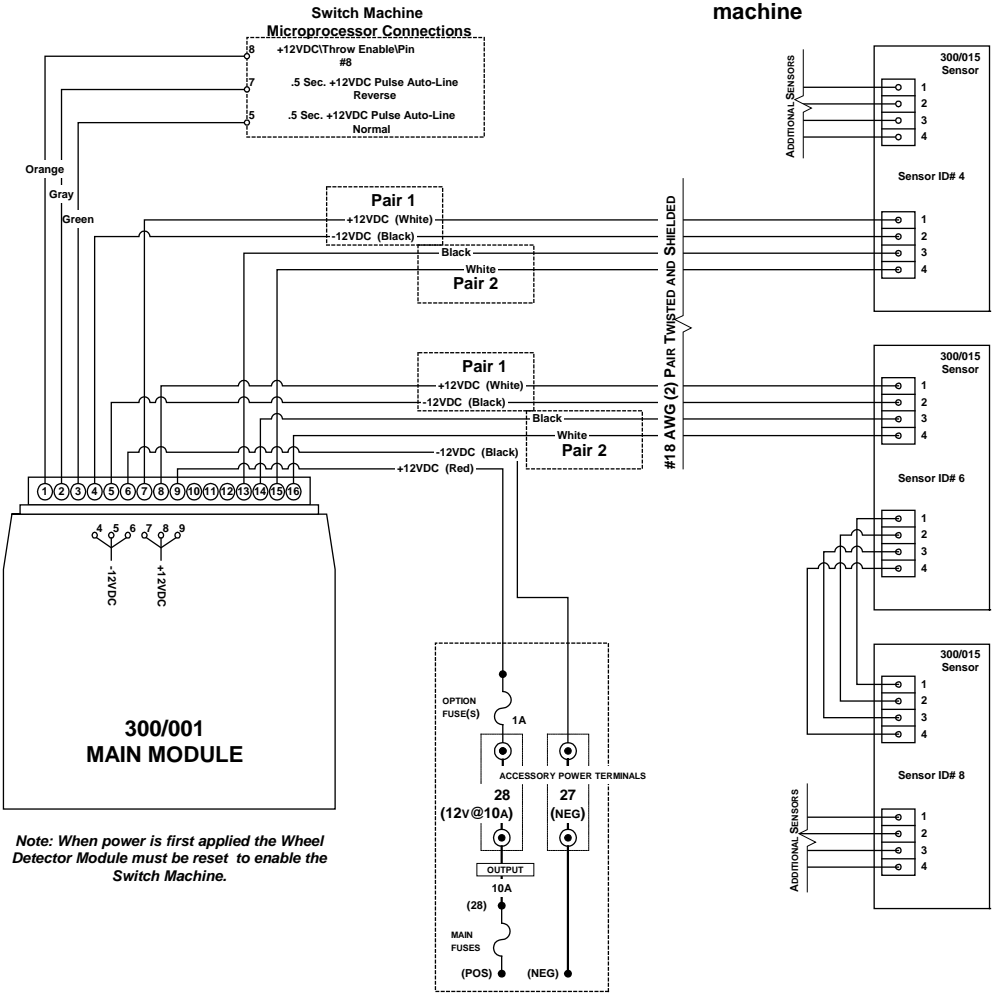 machine
Switch Machine
Microprocessor Connections
8 +12VDC\Throw Enable\Pin
#8
7 .5 Sec. +12VDC Pulse Auto-Line
Reverse
5 .5 Sec. +12VDC Pulse Auto-Line
Normal
Orange
Gray
Green
300/015
Sensor
ADDITIONAL SENSORS
1
2
3
4
Sensor ID# 4
1
2
3
4
Pair 1
+12VDC (White)
-12VDC (Black)
Black
White
Pair 2
#18 AWG (2) PAIR TWISTED AND SHIELDED
300/015
Sensor
Pair 1
+12VDC (White)
-12VDC (Black)
Black
White
Pair 2
1
2
3
4
Sensor ID# 6
1
2
3
4
-12VDC (Black)
+12VDC (Red)
1 2 3 4 5 6 7 8 9 10 11 12 13 14 15 16
4 5 6 7 8 9
-12VDC
+12VDC
300/001
MAIN MODULE
Note: When power is first applied the Wheel
Detector Module must be reset to enable the
Switch Machine.
OPTION
FUSE(S)
1A
ACCESSORY POWER TERMINALS
28
(12V@10A)
27
(NEG)
OUTPUT
10A
(28)
MAIN
FUSES
(POS)
(NEG)
300/015
Sensor
1
2
3
4
Sensor ID# 8
ADDITIONAL SENSORS
1
2
3
4